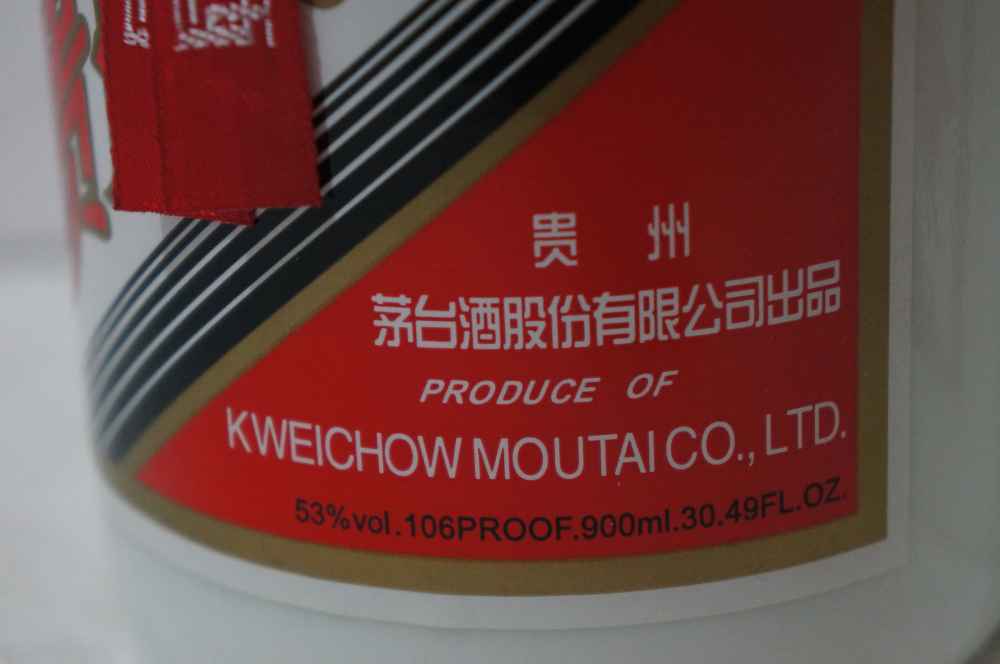 贵州
茅台酒股份有限公司出品
PRODUCE OF
KWEICHOW MOUTAI CO., LTD.
53%vol.106PROOF.900ml.30.49FL.OZ.